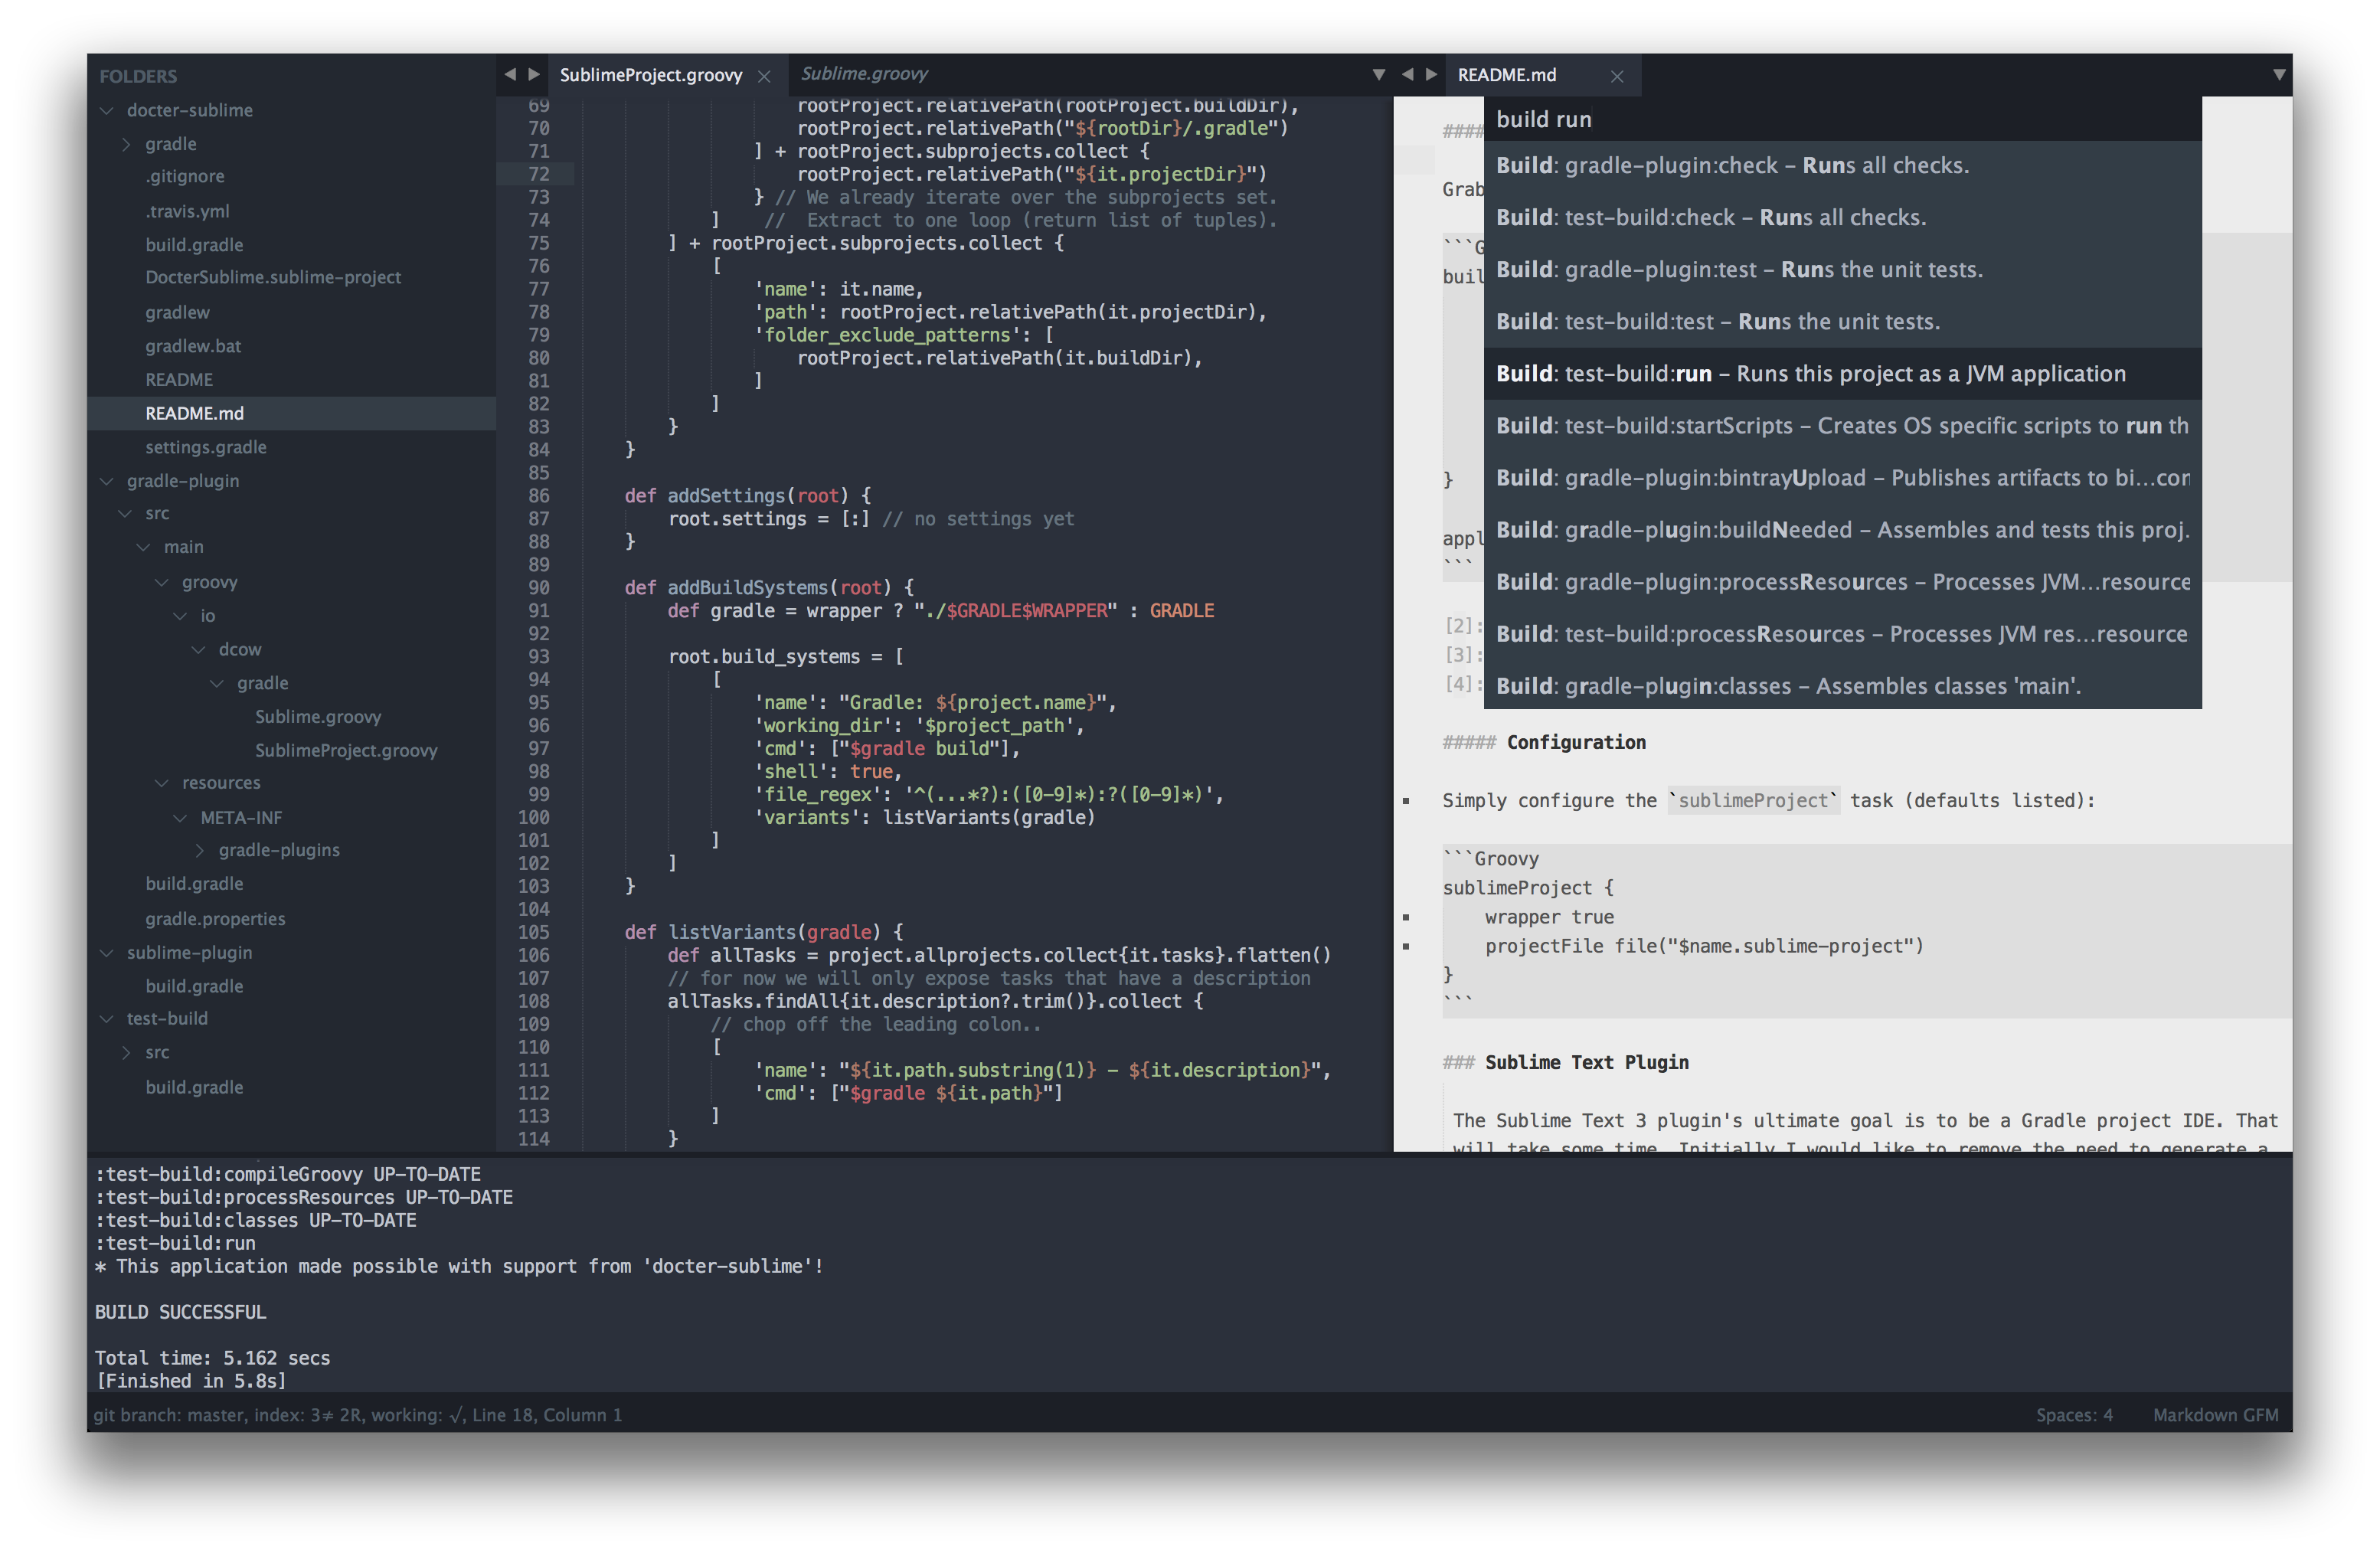 FOLDERS
docter-sublime
gradle
.gitignore
.travis.yml
build.gradle
DocterSublime.sublime-project
gradlew
gradlew.bat
README
README.md
settings.gradle
gradle-plugin
src
main
groovy
io
dcow
gradle
Sublime.groovy
SublimeProject.groovy
resources
META-INF
gradle-plugins
build.gradle
gradle.properties
sublime-plugin
build.gradle
test-build
src
build.gradle
SublimeProject.groovy
Sublime.groovy
69 rootProject.relativePath(rootProject.buildDir),
70 rootProject.relativePath("${rootDir}/.gradle")
71 ] + rootProject.subprojects.collect {
72 rootProject.relativePath("${it.projectDir}")
73 } // We already iterate over the subprojects set.
74 ] //  Extract to one loop (return list of tuples).
75 ] + rootProject.subprojects.collect {
76 [
77 'name': it.name,
78 'path': rootProject.relativePath(it.projectDir),
79 'folder_exclude_patterns': [
80 rootProject.relativePath(it.buildDir),
81 ]
82 ]
83 }
84 }
85
86 def addSettings(root) {
87 root.settings = [:] // no settings yet
88 }
89
90 def addBuildSystems(root) {
91 def gradle = wrapper ? "./$GRADLE$WRAPPER" : GRADLE
92
93 root.build_systems = [
94 [
95 'name': "Gradle: ${project.name}",
96 'working_dir': '$project_path',
97 'cmd': ["$gradle build"],
98 'shell': true,
99 'file_regex': '^(...*?):([0-9]*):?([0-9]*)',
100 'variants': listVariants(gradle)
101 ]
102 ]
103 }
104
105 def listVariants(gradle) {
106 def allTasks = project.allprojects.collect{it.tasks}.flatten()
107 // for now we will only expose tasks that have a description
108 allTasks.findAll{it.description?.trim()}.collect {
109 // chop off the leading colon..
110 [
111 'name': "${it.path.substring(1)} - ${it.description}",
112 'cmd': ["$gradle ${it.path}"]
113 ]
114 }
README.md
build run
Build: gradle-plugin:check – Runs all checks.
Build: test-build:check – Runs all checks.
Build: gradle-plugin:test – Runs the unit tests.
Build: test-build:test – Runs the unit tests.
Build: test-build:run – Runs this project as a JVM application
Build: test-build:startScripts – Creates OS specific scripts to run th
Build: gradle-plugin:bintrayUpload – Publishes artifacts to bi...con
Build: gradle-plugin:buildNeeded – Assembles and tests this proj.
Build: gradle-plugin:processResources – Processes JVM...resource
Build: test-build:processResources – Processes JVM res...resource
Build: gradle-plugin:classes – Assembles classes 'main'.
####
Grab
```G
buil
}
appl
```
[2]:
[3]:
[4]:
##### Configuration
Simply configure the `sublimeProject` task (defaults listed):
```Groovy
sublimeProject {
wrapper true
projectFile file("$name.sublime-project")
}
```
### Sublime Text Plugin
The Sublime Text 3 plugin's ultimate goal is to be a Gradle project IDE. That
will take some time. Initially I would like to remove the need to generate a
:test-build:compileGroovy UP-TO-DATE
:test-build:processResources UP-TO-DATE
:test-build:classes UP-TO-DATE
:test-build:run
* This application made possible with support from 'docter-sublime'!
BUILD SUCCESSFUL
Total time: 5.162 secs
[Finished in 5.8s]
git branch: master, index: 3≠ 2R, working: √, Line 18, Column 1
Spaces: 4
Markdown GFM